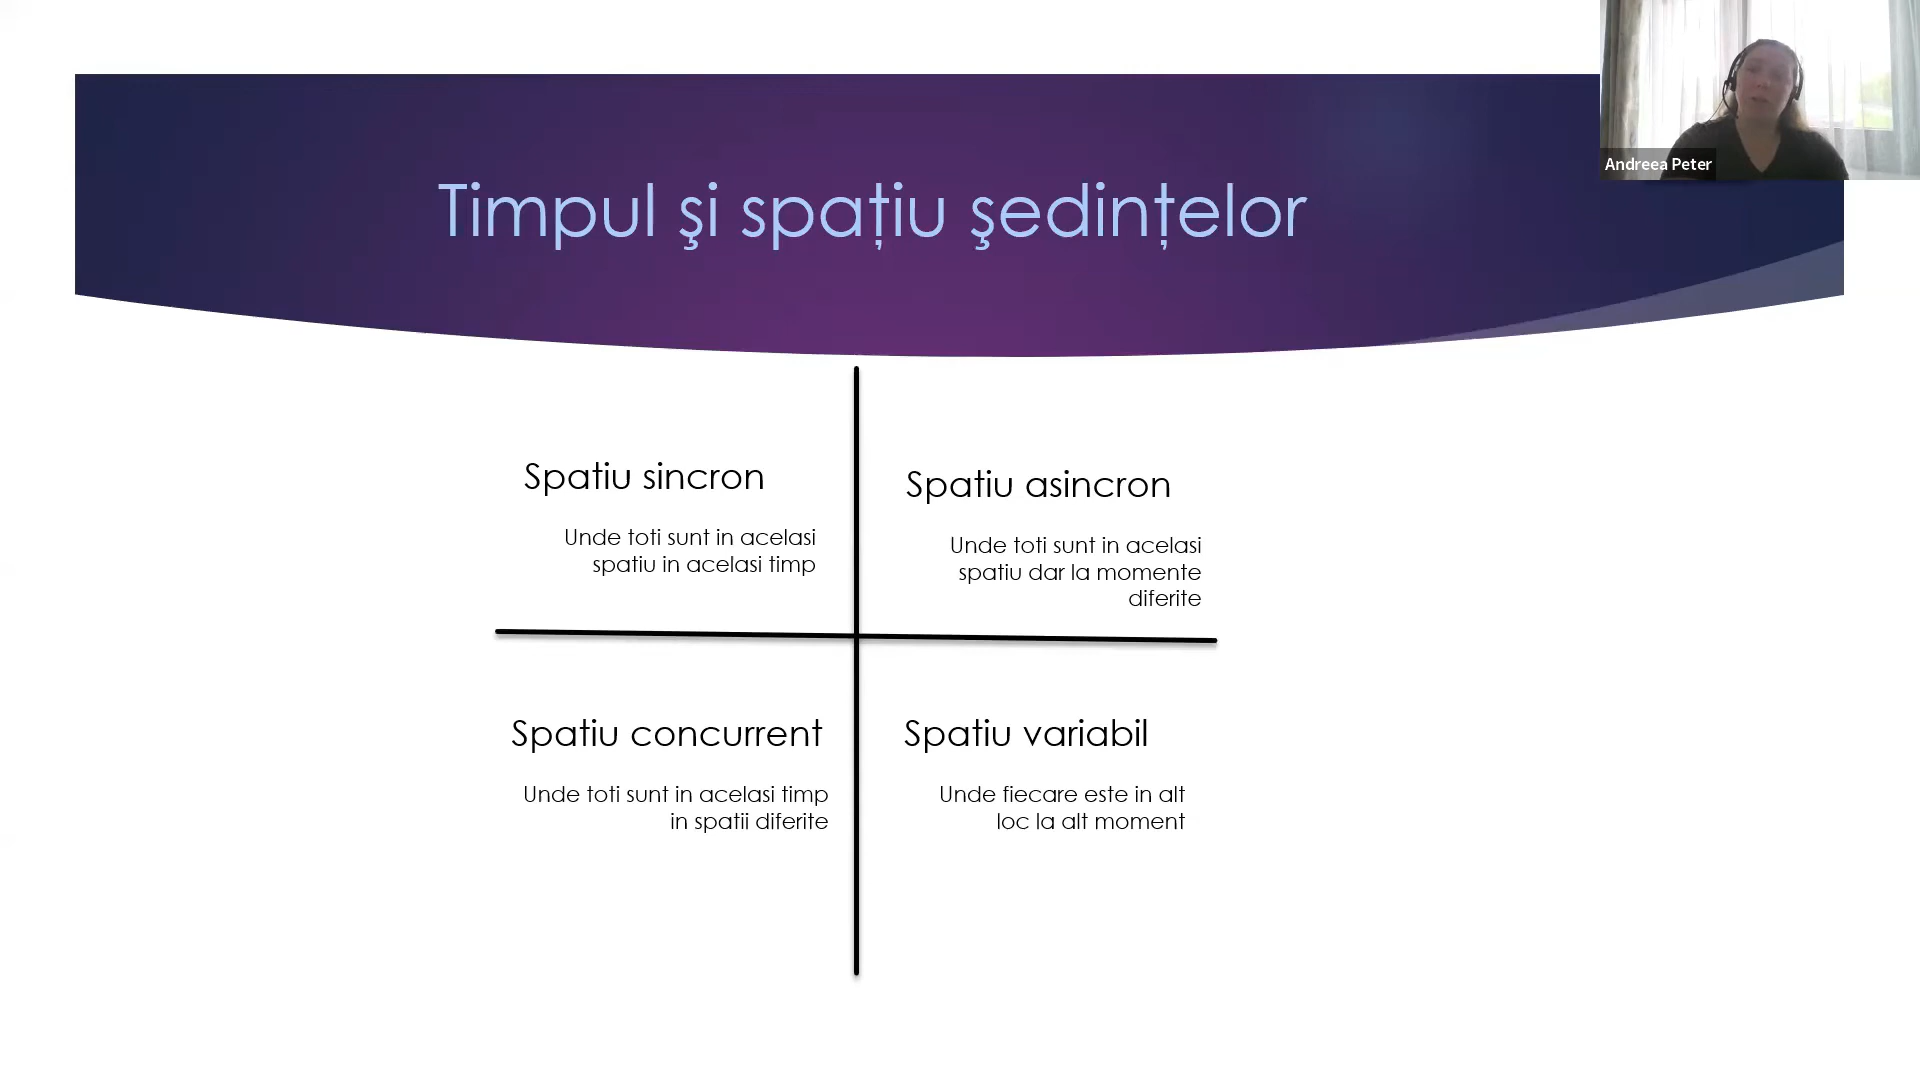 Andreea Peter
Timpul şi spațiu şedințelor
Spatiu sincron
Unde toti sunt in acelasi
spatiu in acelasi timp
Spatiu asincron
Unde toti sunt in acelasi
spatiu dar la momente
diferite
Spatiu concurrent
Unde toti sunt in acelasi timp
in spatii diferite
Spatiu variabil
Unde fiecare este in alt
loc la alt moment